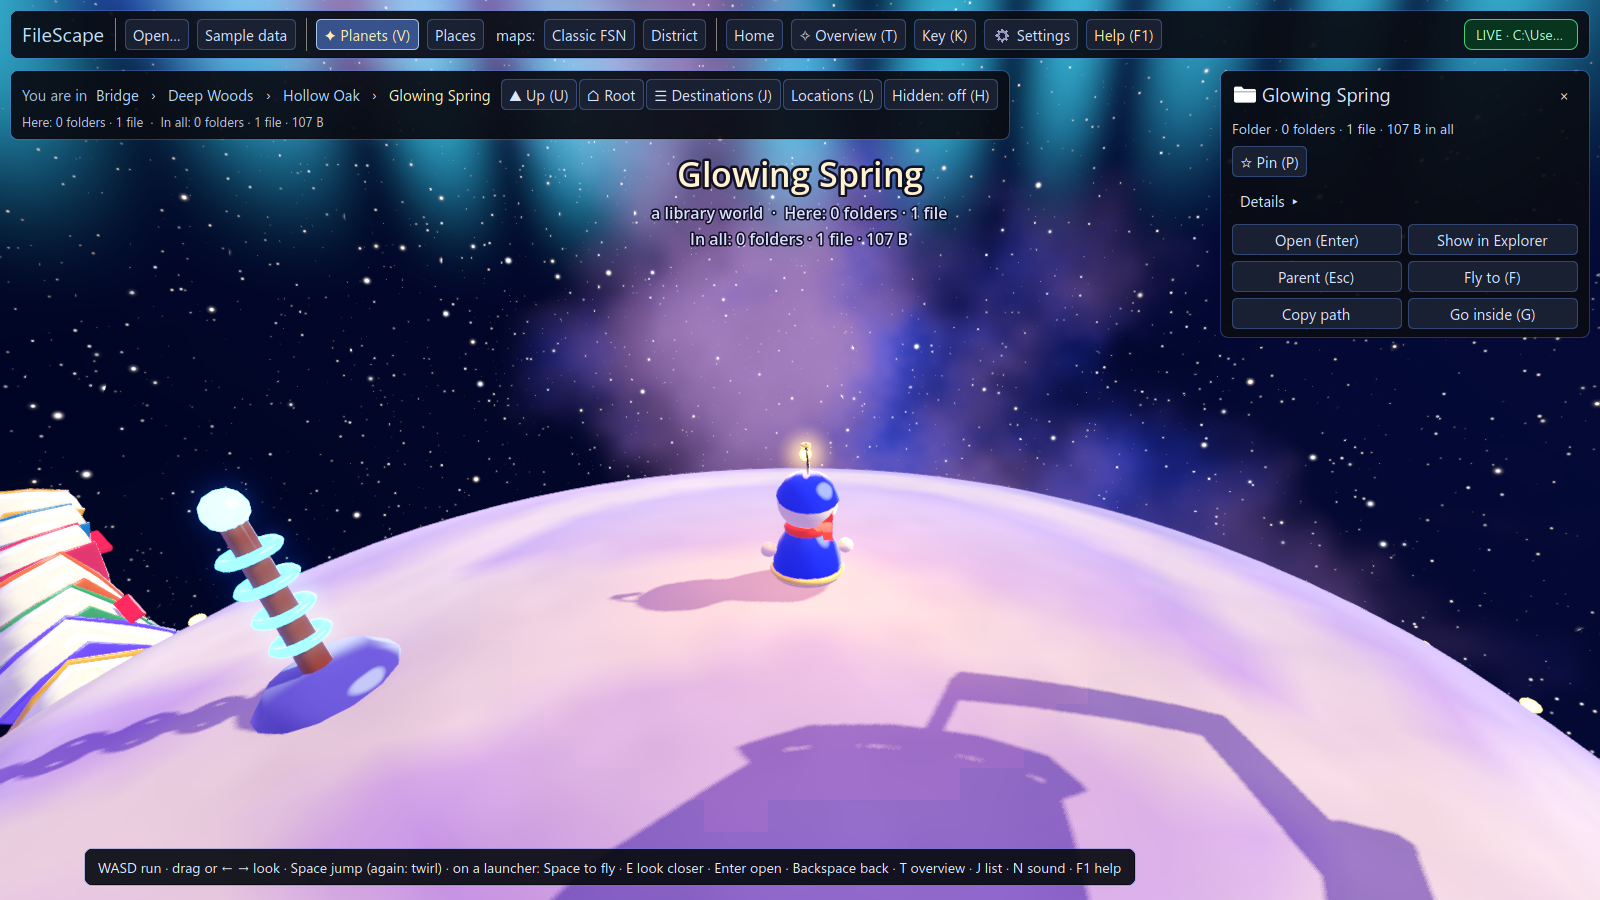 FileScape Open... Sample data ✦ Planets (V) Places maps: Classic FSN District Home ✧ Overview (T) Key (K) ⚙ Settings Help (F1) LIVE · C:\Use...
You are in Bridge › Deep Woods › Hollow Oak › Glowing Spring ▲ Up (U) ⌂ Root ☰ Destinations (J) Locations (L) Hidden: off (H)
Here: 0 folders · 1 file · In all: 0 folders · 1 file · 107 B
Glowing Spring
a library world · Here: 0 folders · 1 file
In all: 0 folders · 1 file · 107 B
Glowing Spring ×
Folder · 0 folders · 1 file · 107 B in all
☆ Pin (P)
Details ▸
Open (Enter) Show in Explorer
Parent (Esc) Fly to (F)
Copy path Go inside (G)
WASD run · drag or ← → look · Space jump (again: twirl) · on a launcher: Space to fly · E look closer · Enter open · Backspace back · T overview · J list · N sound · F1 help